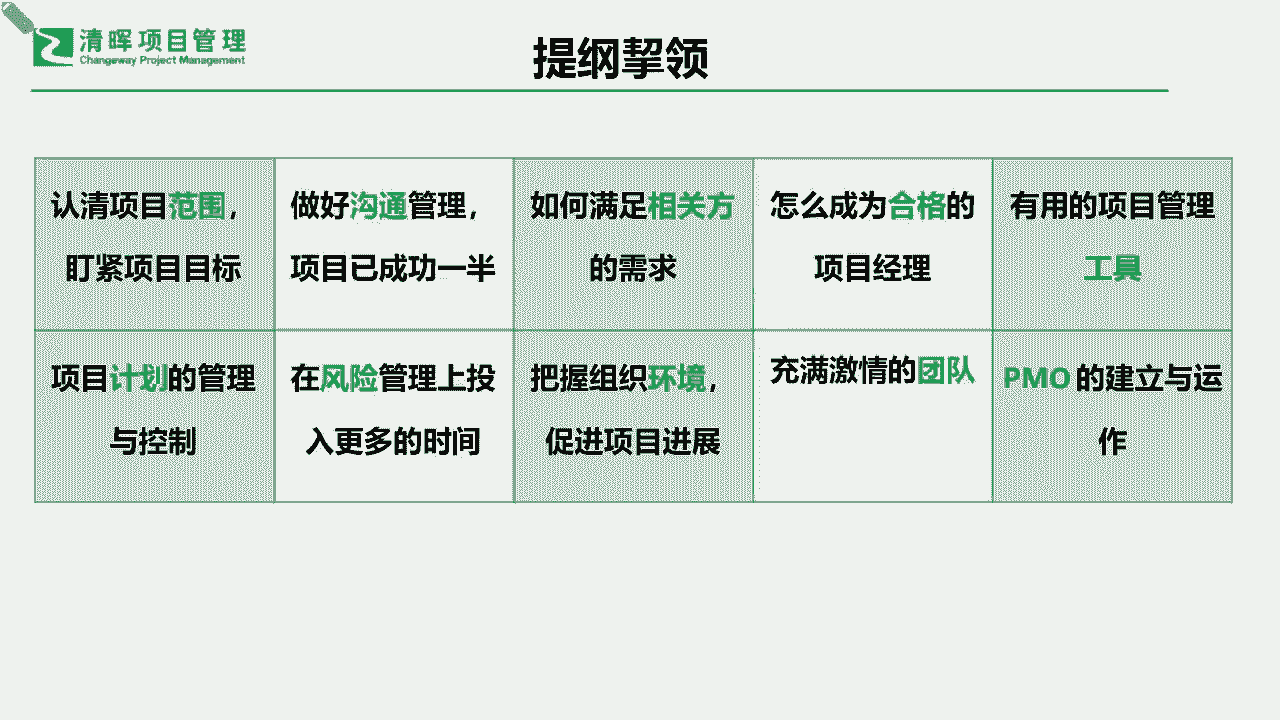 清晖项目管理
Changeway Project Management
提纲挈领
认清项目范围，
盯紧项目目标
做好沟通管理，
项目已成功一半
如何满足相关方
的需求
怎么成为合格的
项目经理
有用的项目管理
工具
项目计划的管理
与控制
在风险管理上投
入更多的时间
把握组织环境，
促进项目进展
充满激情的团队
PMO 的建立与运
作